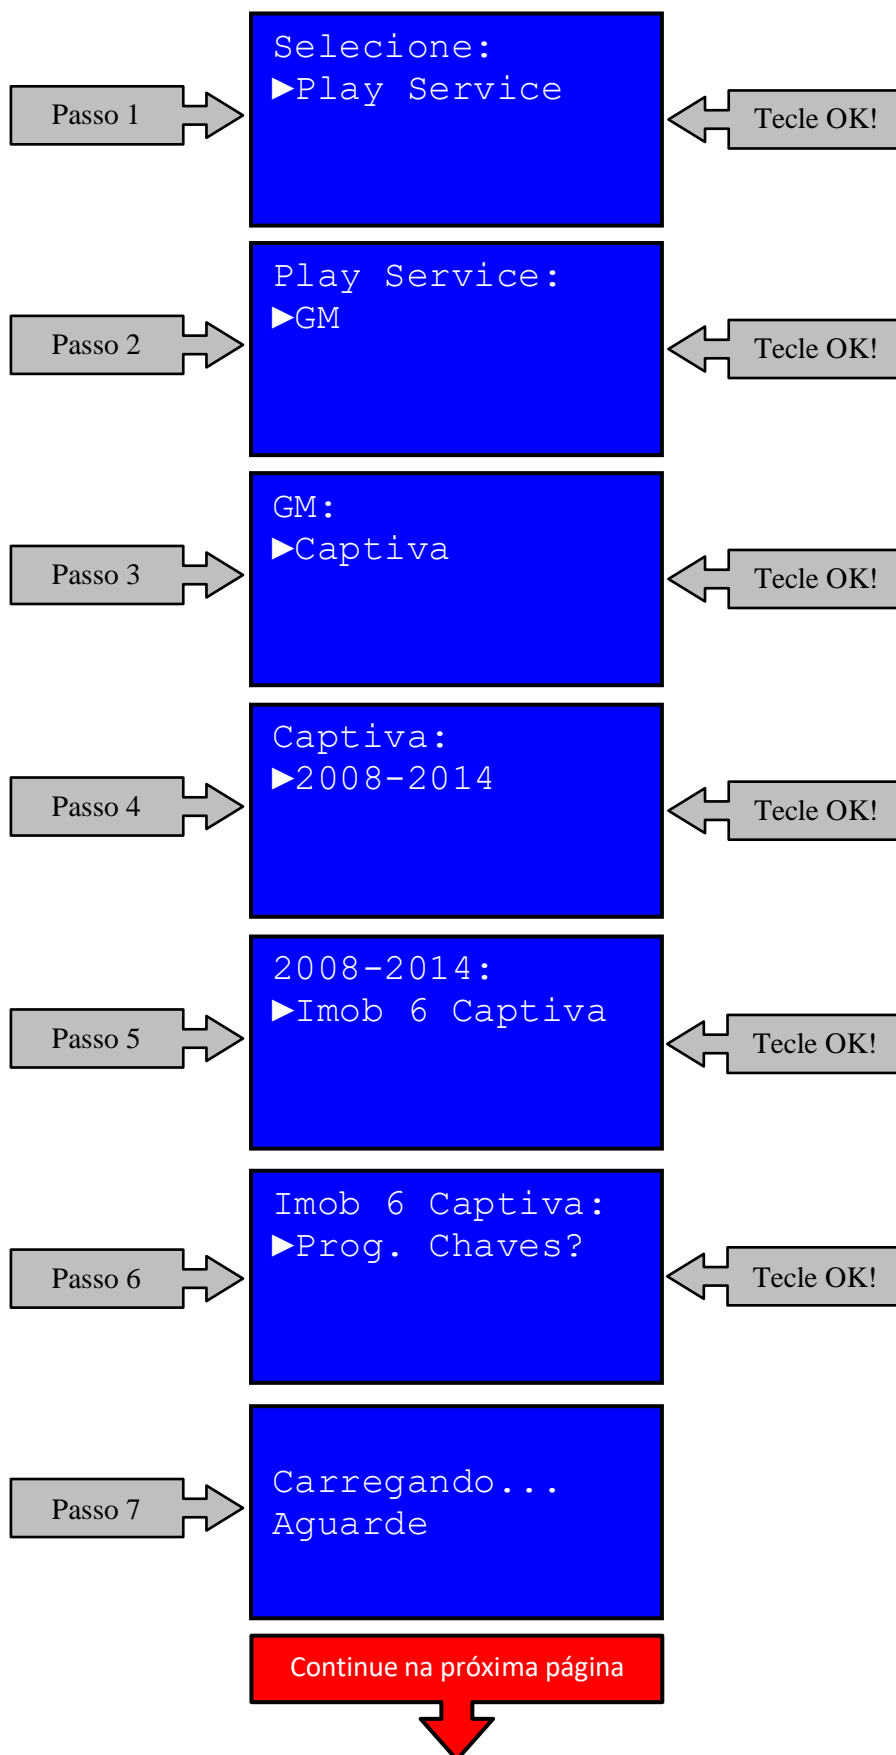 Passo 1
Selecione:
►Play Service
Tecle OK!
Passo 2
Play Service:
►GM
Tecle OK!
Passo 3
GM:
►Captiva
Tecle OK!
Passo 4
Captiva:
►2008-2014
Tecle OK!
Passo 5
2008-2014:
►Imob 6 Captiva
Tecle OK!
Passo 6
Imob 6 Captiva:
►Prog. Chaves?
Tecle OK!
Passo 7
Carregando...
Aguarde
Continue na próxima página